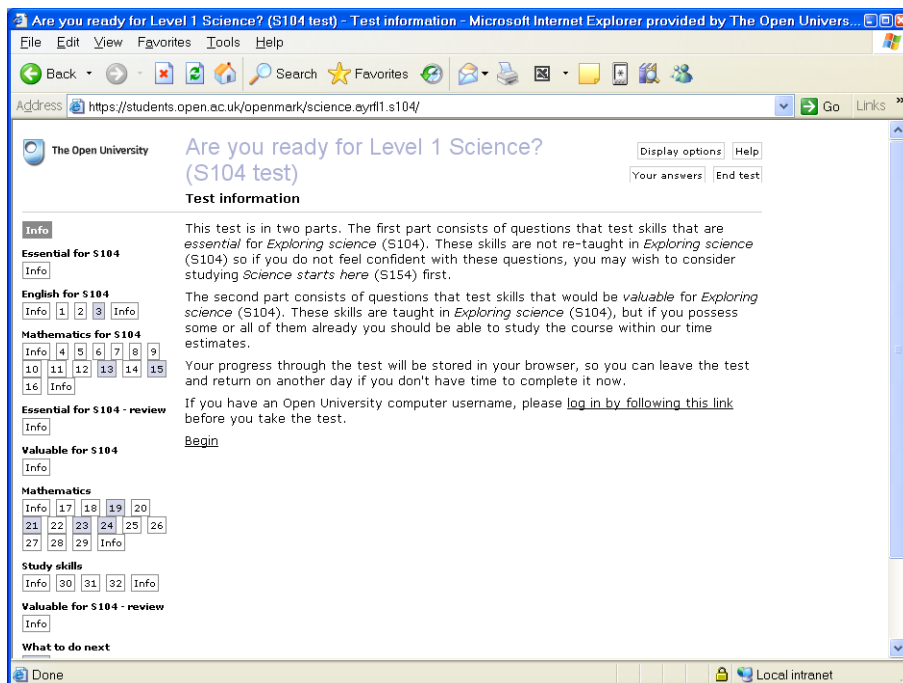 Are you ready for Level 1 Science? (S104 test) - Test information - Microsoft Internet Explorer provided by The Open Univers...
File Edit View Favorites Tools Help
Back Search Favorites
Address https://students.open.ac.uk/openmark/science.ayrfl1.s104/ Go Links »
The Open University
Are you ready for Level 1 Science?
(S104 test)
Test information
Display options Help
Your answers End test
Info
Essential for S104
Info
English for S104
Info 1 2 3 Info
Mathematics for S104
Info 4 5 6 7 8 9
10 11 12 13 14 15
16 Info
Essential for S104 - review
Info
Valuable for S104
Info
Mathematics
Info 17 18 19 20
21 22 23 24 25 26
27 28 29 Info
Study skills
Info 30 31 32 Info
Valuable for S104 - review
Info
What to do next
This test is in two parts. The first part consists of questions that test skills that are
essential for Exploring science (S104). These skills are not re-taught in Exploring science
(S104) so if you do not feel confident with these questions, you may wish to consider
studying Science starts here (S154) first.
The second part consists of questions that test skills that would be valuable for Exploring
science (S104). These skills are taught in Exploring science (S104), but if you possess
some or all of them already you should be able to study the course within our time
estimates.
Your progress through the test will be stored in your browser, so you can leave the test
and return on another day if you don't have time to complete it now.
If you have an Open University computer username, please log in by following this link
before you take the test.
Begin
Done
Local intranet